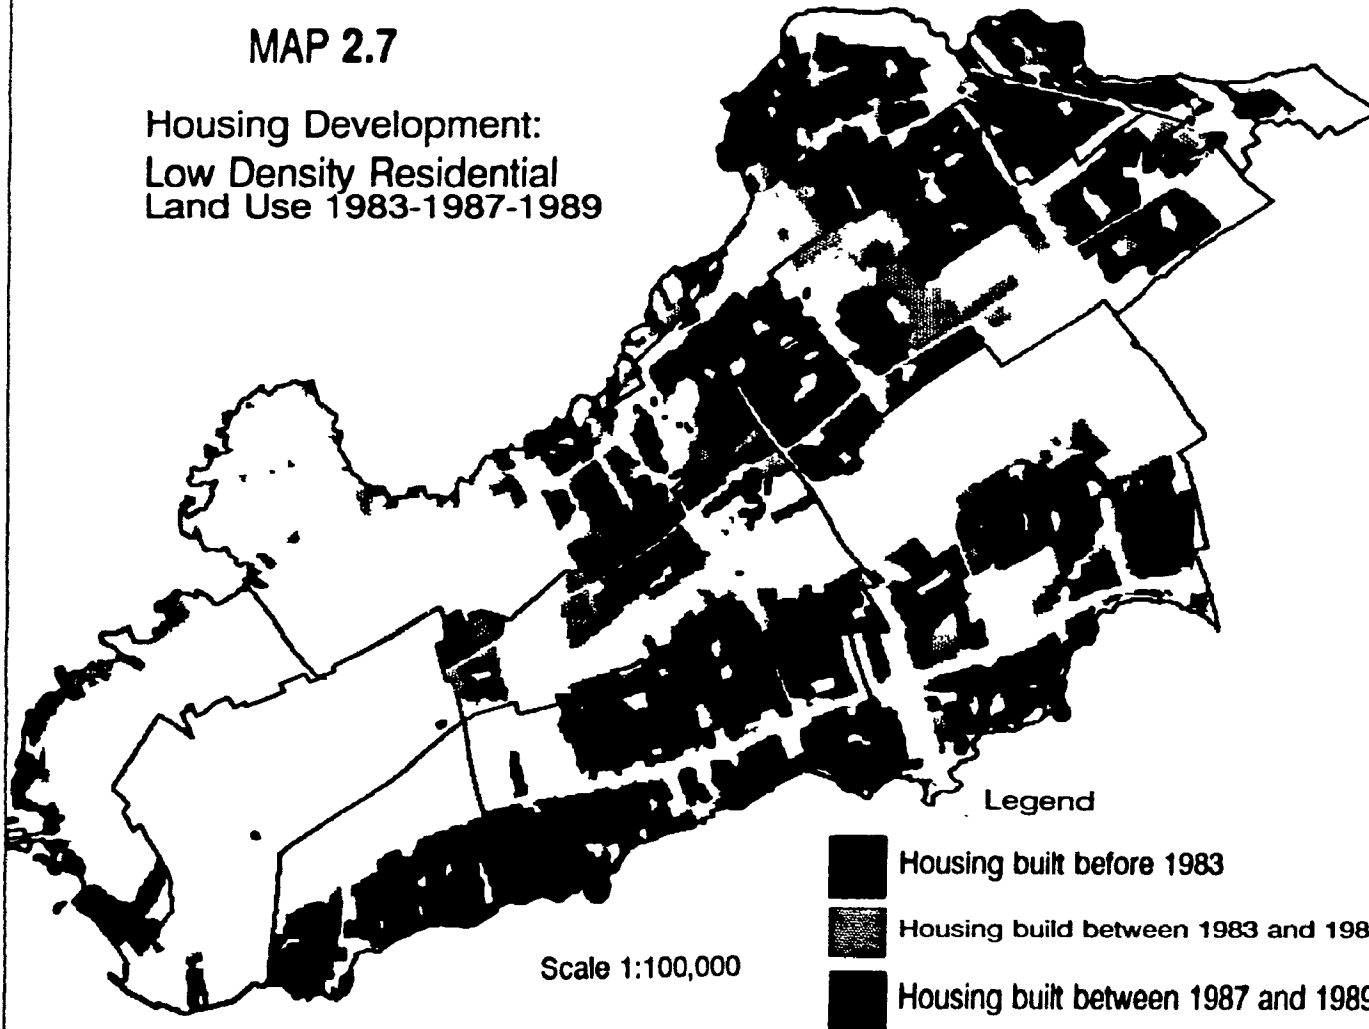 MAP 2.7
Housing Development:
Low Density Residential
Land Use 1983-1987-1989
Legend
Housing built before 1983
Housing build between 1983 and 198
Housing built between 1987 and 1989
Scale 1:100,000